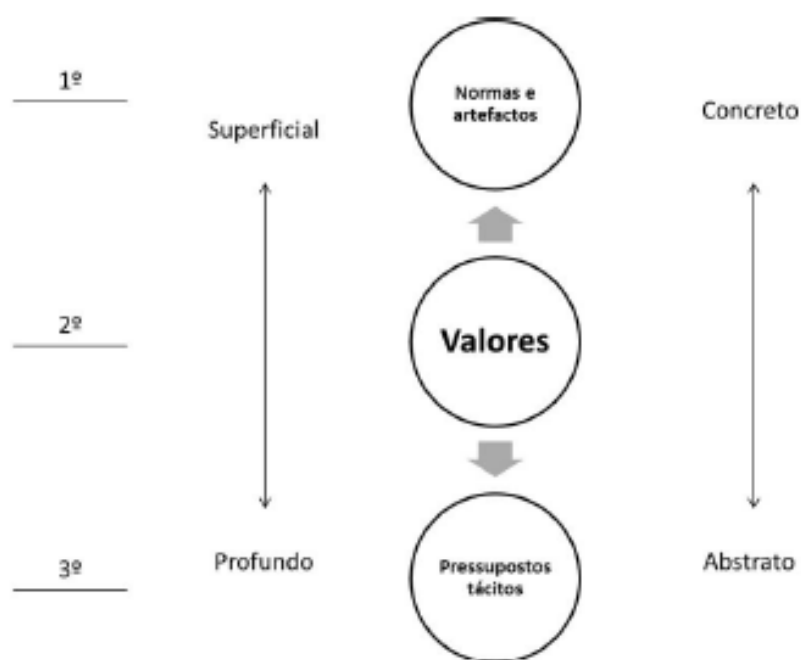 1º
Superficial
Normas e
artefactos
Concreto
2º
Valores
3º
Profundo
Pressupostos
tácitos
Abstrato